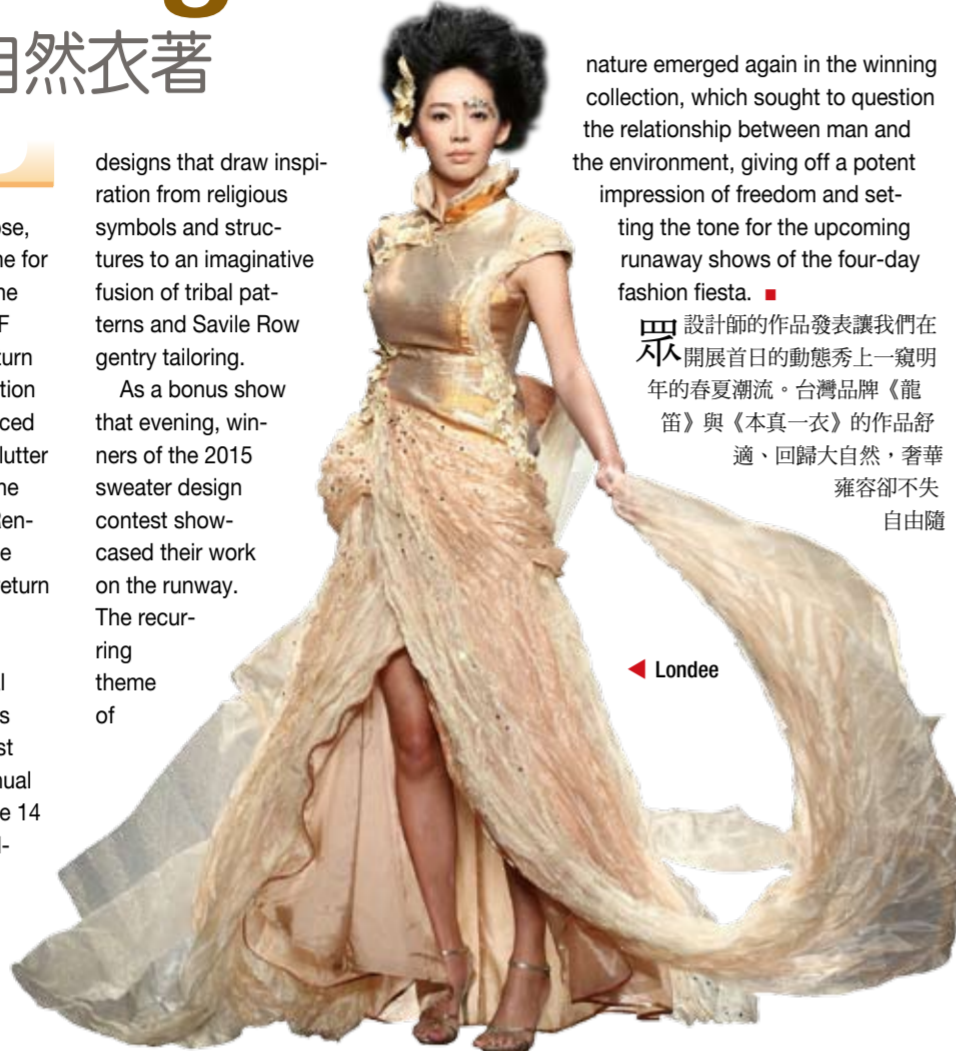 自然衣著
for
14
designs that draw inspi-
ration from religious
symbols and struc-
tures to an imaginative
fusion of tribal pat-
terns and Savile Row
gentry tailoring.
As a bonus show
that evening, win-
ners of the 2015
sweater design
contest show-
cased their work
on the runway.
The recur-
ring
theme
of
nature emerged again in the winning
collection, which sought to question
the relationship between man and
the environment, giving off a potent
impression of freedom and set-
ting the tone for the upcoming
runaway shows of the four-day
fashion fiesta. ■
眾設計師的作品發表讓我們在
開展首日的動態秀上一窺明
年的春夏潮流。台灣品牌《龍
笛》與《本真一衣》的作品舒
適、回歸大自然，奢華
雍容卻不失
自由隨
◀ Londee